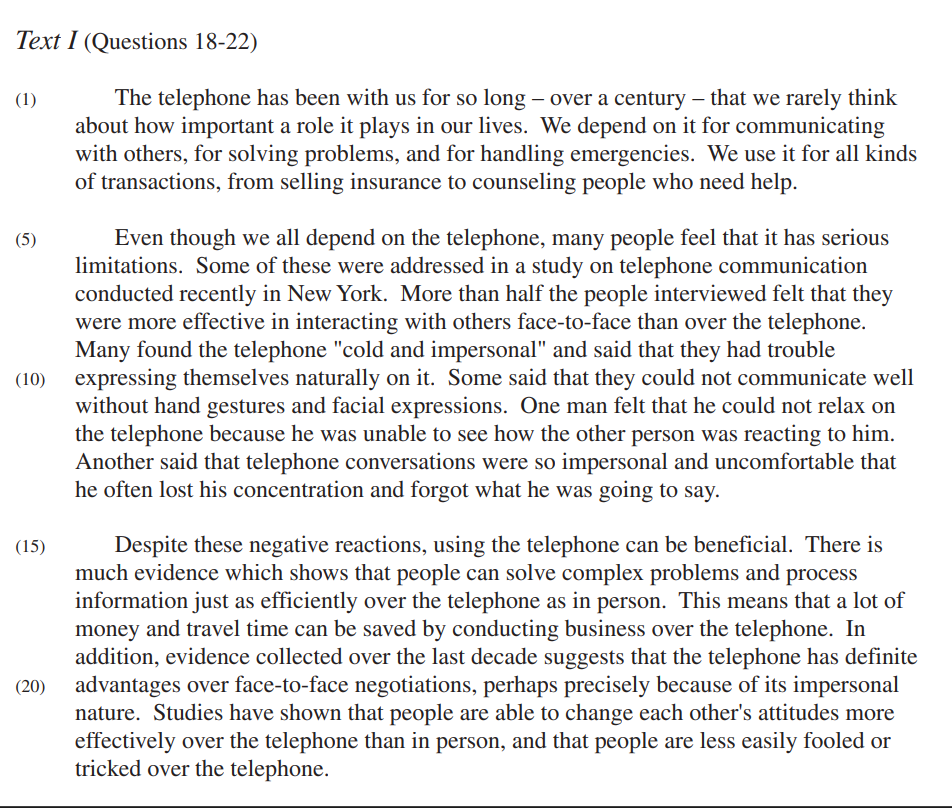 Text I (Questions 18-22)
(1) The telephone has been with us for so long – over a century – that we rarely think
about how important a role it plays in our lives. We depend on it for communicating
with others, for solving problems, and for handling emergencies. We use it for all kinds
of transactions, from selling insurance to counseling people who need help.
(5) Even though we all depend on the telephone, many people feel that it has serious
limitations. Some of these were addressed in a study on telephone communication
conducted recently in New York. More than half the people interviewed felt that they
were more effective in interacting with others face-to-face than over the telephone.
Many found the telephone "cold and impersonal" and said that they had trouble
(10) expressing themselves naturally on it. Some said that they could not communicate well
without hand gestures and facial expressions. One man felt that he could not relax on
the telephone because he was unable to see how the other person was reacting to him.
Another said that telephone conversations were so impersonal and uncomfortable that
he often lost his concentration and forgot what he was going to say.
(15) Despite these negative reactions, using the telephone can be beneficial. There is
much evidence which shows that people can solve complex problems and process
information just as efficiently over the telephone as in person. This means that a lot of
money and travel time can be saved by conducting business over the telephone. In
addition, evidence collected over the last decade suggests that the telephone has definite
(20) advantages over face-to-face negotiations, perhaps precisely because of its impersonal
nature. Studies have shown that people are able to change each other's attitudes more
effectively over the telephone than in person, and that people are less easily fooled or
tricked over the telephone.